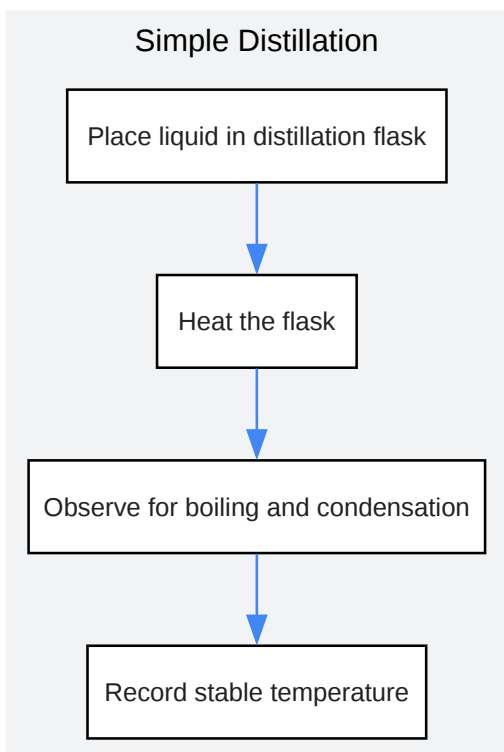 Simple Distillation
Place liquid in distillation flask
Heat the flask
Observe for boiling and condensation
Record stable temperature